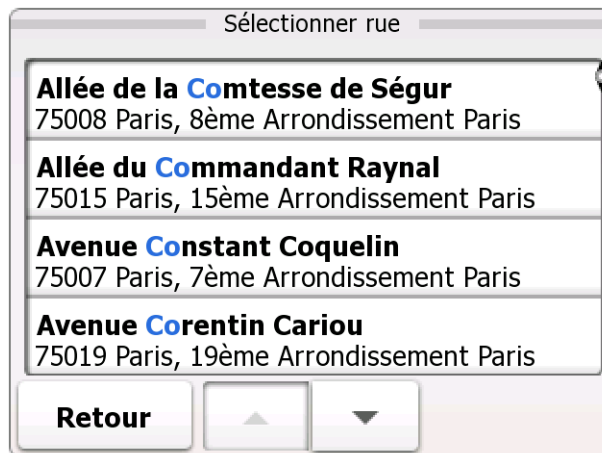 Sélectionner rue
Allée de la Comtesse de Ségur
75008 Paris, 8ème Arrondissement Paris
Allée du Commandant Raynal
75015 Paris, 15ème Arrondissement Paris
Avenue Constant Coquelin
75007 Paris, 7ème Arrondissement Paris
Avenue Corentin Cariou
75019 Paris, 19ème Arrondissement Paris
Retour